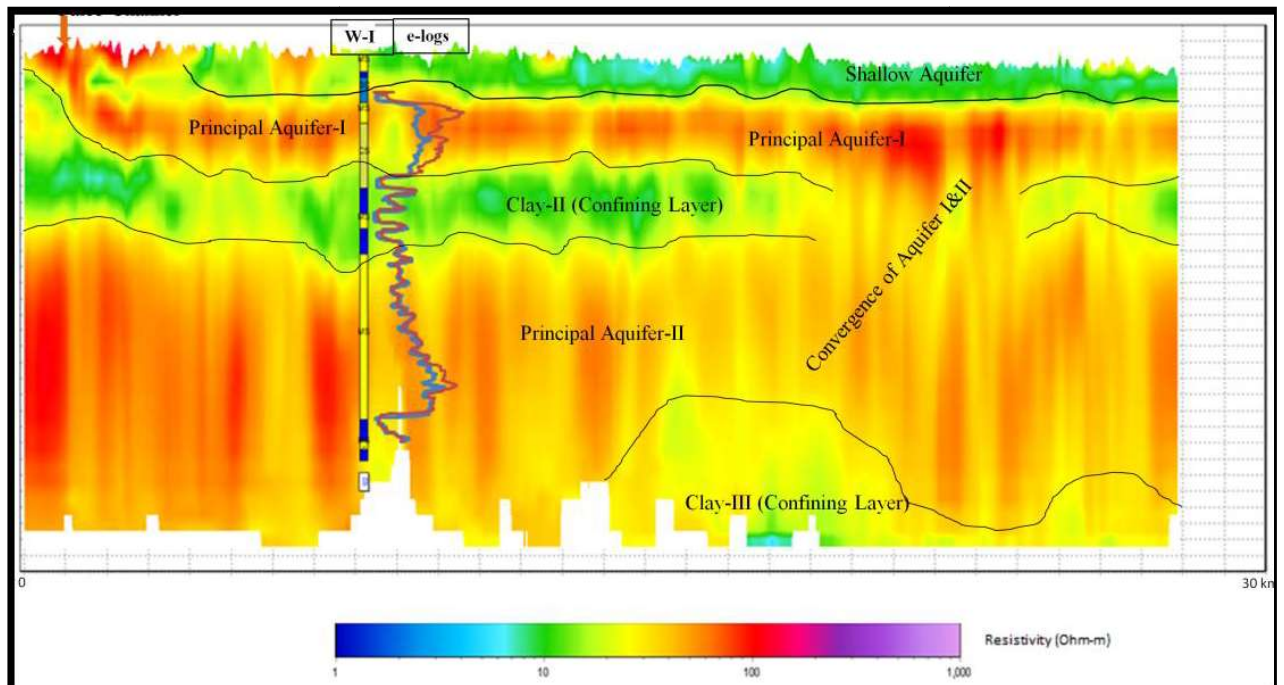 W-I
e-logs
Shallow Aquifer
Principal Aquifer-I
Principal Aquifer-I
Clay-II (Confining Layer)
Convergence of Aquifer I&II
Principal Aquifer-II
Clay-III (Confining Layer)
0
30 km
Resistivity (Ohm-m)
1
10
100
1,000